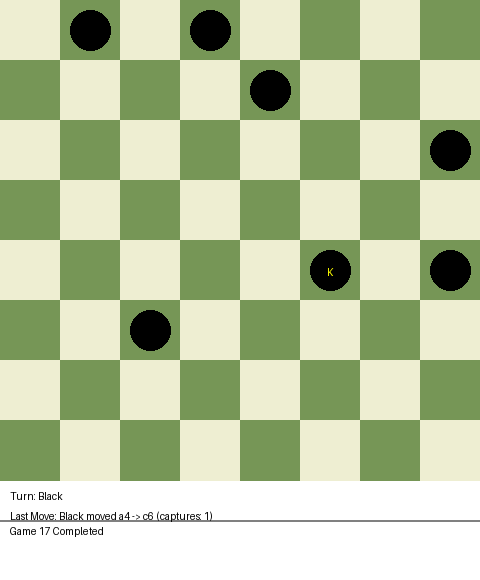 K
Turn: Black
Last Move: Black moved a4 -> c6 (captures: 1)
Game 17 Completed